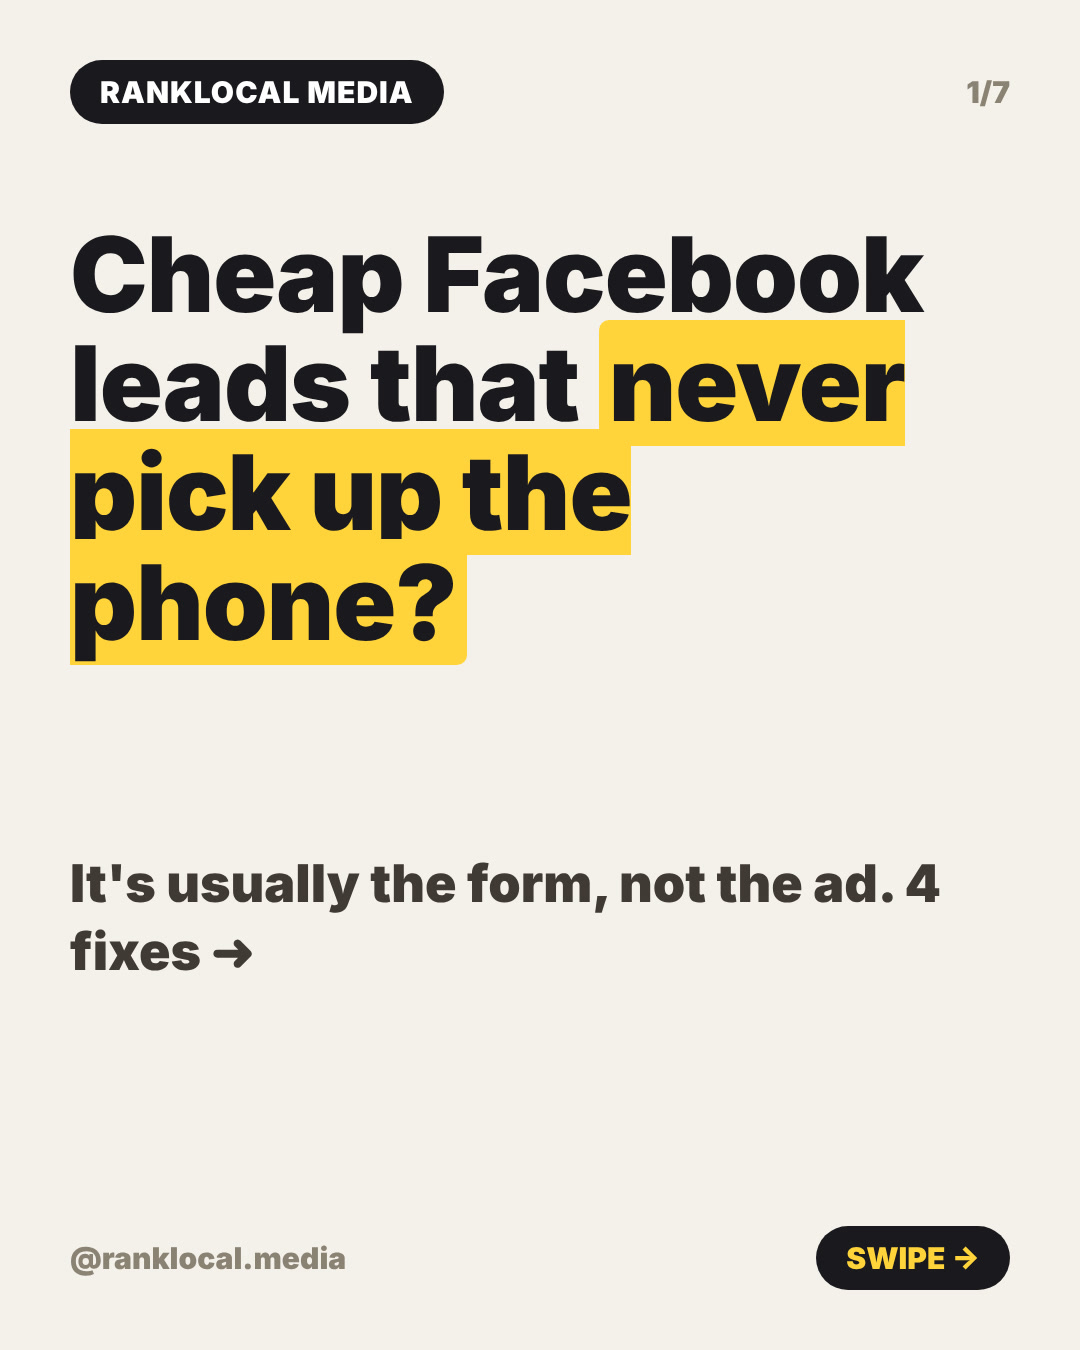 RANKLOCAL MEDIA
1/7
Cheap Facebook
leads that never
pick up the
phone?
It's usually the form, not the ad. 4
fixes →
@ranklocal.media
SWIPE →